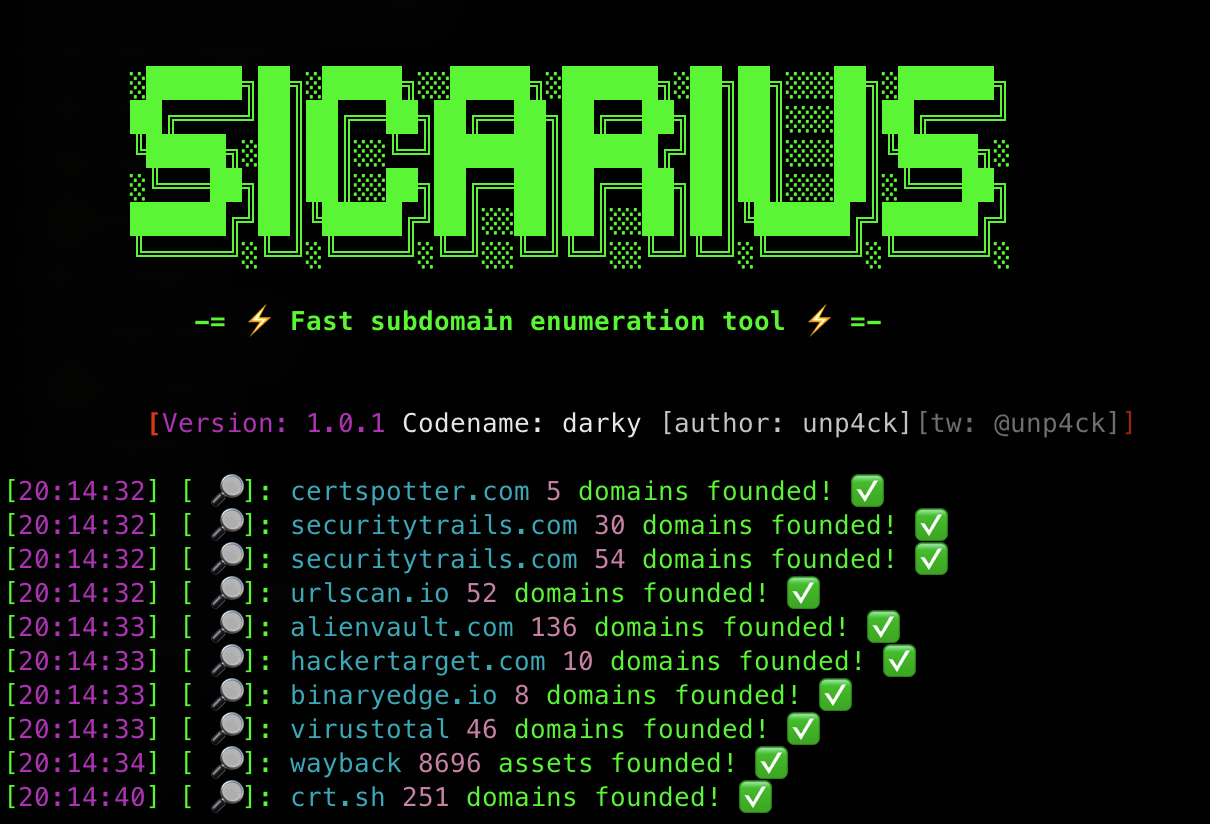 SICARIUS
-= ⚡ Fast subdomain enumeration tool ⚡ =-
[Version: 1.0.1 Codename: darky [author: unp4ck][tw: @unp4ck]]
[20:14:32] [ 🔎]: certspotter.com 5 domains founded! ✅
[20:14:32] [ 🔎]: securitytrails.com 30 domains founded! ✅
[20:14:32] [ 🔎]: securitytrails.com 54 domains founded! ✅
[20:14:32] [ 🔎]: urlscan.io 52 domains founded! ✅
[20:14:33] [ 🔎]: alienvault.com 136 domains founded! ✅
[20:14:33] [ 🔎]: hackertarget.com 10 domains founded! ✅
[20:14:33] [ 🔎]: binaryedge.io 8 domains founded! ✅
[20:14:33] [ 🔎]: virustotal 46 domains founded! ✅
[20:14:34] [ 🔎]: wayback 8696 assets founded! ✅
[20:14:40] [ 🔎]: crt.sh 251 domains founded! ✅